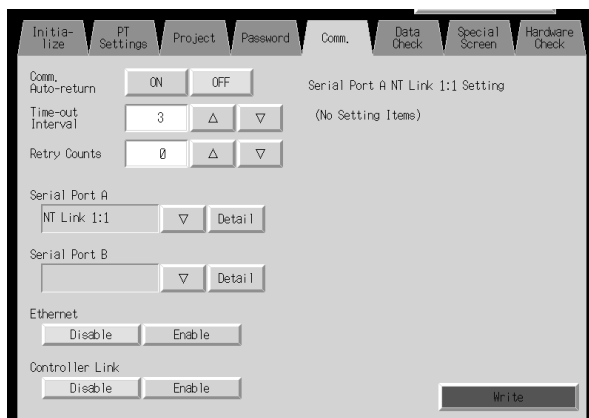 Initia-
lize
PT
Settings
Project
Password
Comm.
Data
Check
Special
Screen
Hardware
Check
Comm.
Auto-return
ON
OFF
Serial Port A NT Link 1:1 Setting
Time-out
Interval
3
△
▽
(No Setting Items)
Retry Counts
0
△
▽
Serial Port A
NT Link 1:1
▽
Detail
Serial Port B
▽
Detail
Ethernet
Disable
Enable
Controller Link
Disable
Enable
Write